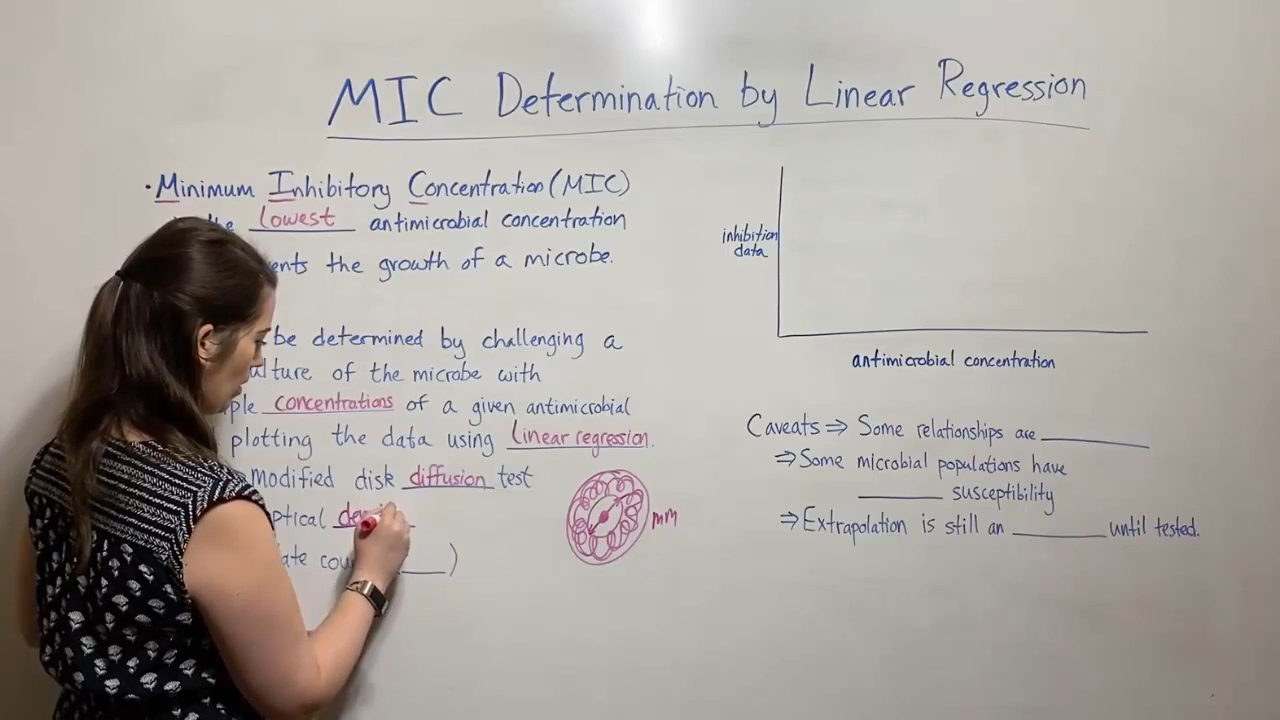 MIC Determination by Linear Regression
· Minimum Inhibitory Concentration (MIC)
lowest antimicrobial concentration
the growth of a microbe.
be determined by challenging a
of the microbe with
concentrations of a given antimicrobial
plotting the data using linear regression.
modified disk diffusion test
mm
inhibition
data
antimicrobial concentration
Caveats ⇒ Some relationships are ____
⇒ Some microbial populations have
____ susceptibility
⇒ Extrapolation is still an ____ until tested.